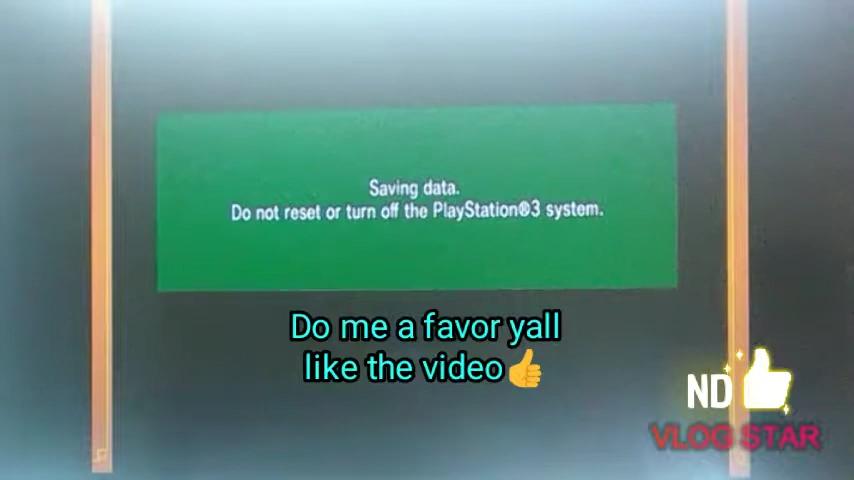 Saving data.
Do not reset or turn off the PlayStation®3 system.
Do me a favor yall
like the video👍
ND
VLOG STAR